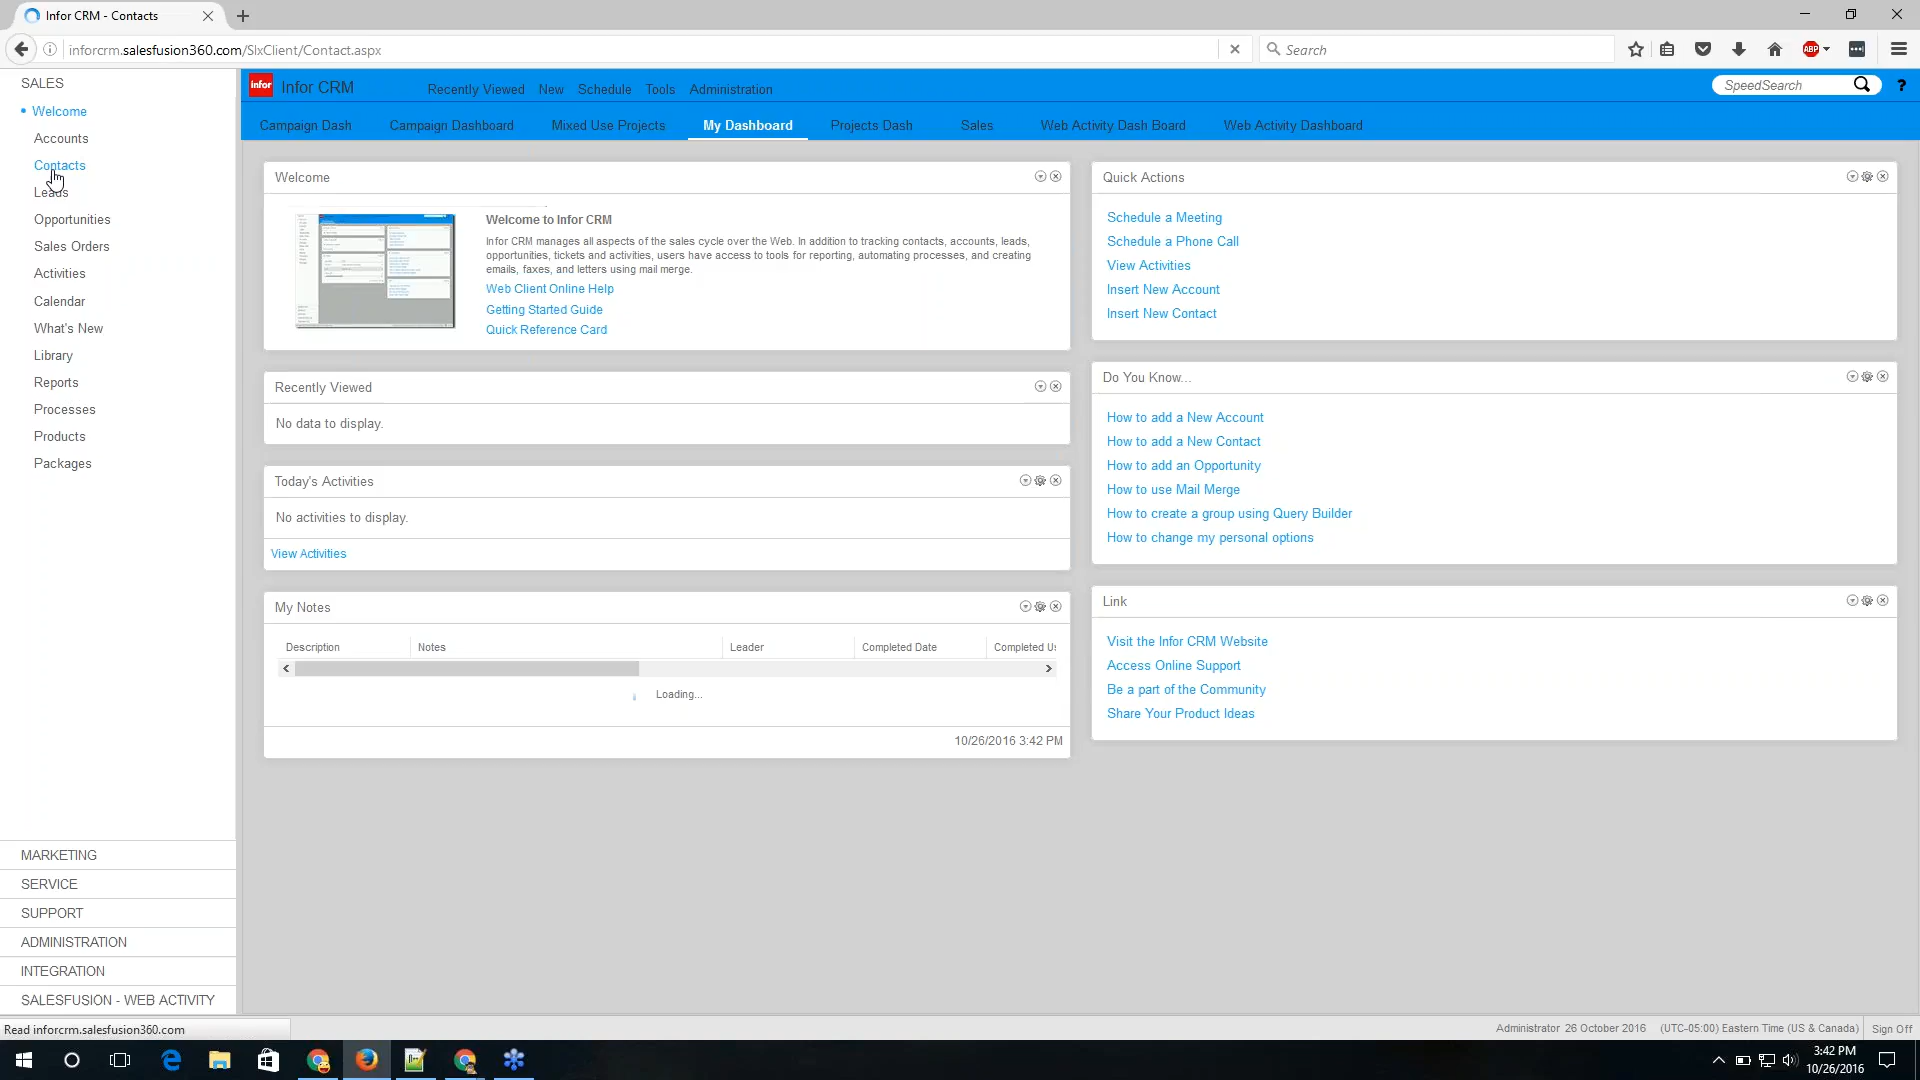 Infor CRM - Contacts
inforcrm.salesfusion360.com/SlxClient/Contact.aspx
Search
ABP
SALES
Welcome
Accounts
Contacts
Leads
Opportunities
Sales Orders
Activities
Calendar
What's New
Library
Reports
Processes
Products
Packages
MARKETING
SERVICE
SUPPORT
ADMINISTRATION
INTEGRATION
SALESFUSION - WEB ACTIVITY
infor Infor CRM Recently Viewed New Schedule Tools Administration
SpeedSearch ?
Campaign Dash Campaign Dashboard Mixed Use Projects My Dashboard Projects Dash Sales Web Activity Dash Board Web Activity Dashboard
Welcome
Welcome to Infor CRM
Infor CRM manages all aspects of the sales cycle over the Web. In addition to tracking contacts, accounts, leads,
opportunities, tickets and activities, users have access to tools for reporting, automating processes, and creating
emails, faxes, and letters using mail merge.
Web Client Online Help
Getting Started Guide
Quick Reference Card
Recently Viewed
No data to display.
Today's Activities
No activities to display.
View Activities
My Notes
Description Notes Leader Completed Date Completed Us
Loading...
10/26/2016 3:42 PM
Quick Actions
Schedule a Meeting
Schedule a Phone Call
View Activities
Insert New Account
Insert New Contact
Do You Know...
How to add a New Account
How to add a New Contact
How to add an Opportunity
How to use Mail Merge
How to create a group using Query Builder
How to change my personal options
Link
Visit the Infor CRM Website
Access Online Support
Be a part of the Community
Share Your Product Ideas
Read inforcrm.salesfusion360.com
Administrator 26 October 2016 (UTC-05:00) Eastern Time (US & Canada) Sign Off
3:42 PM
10/26/2016